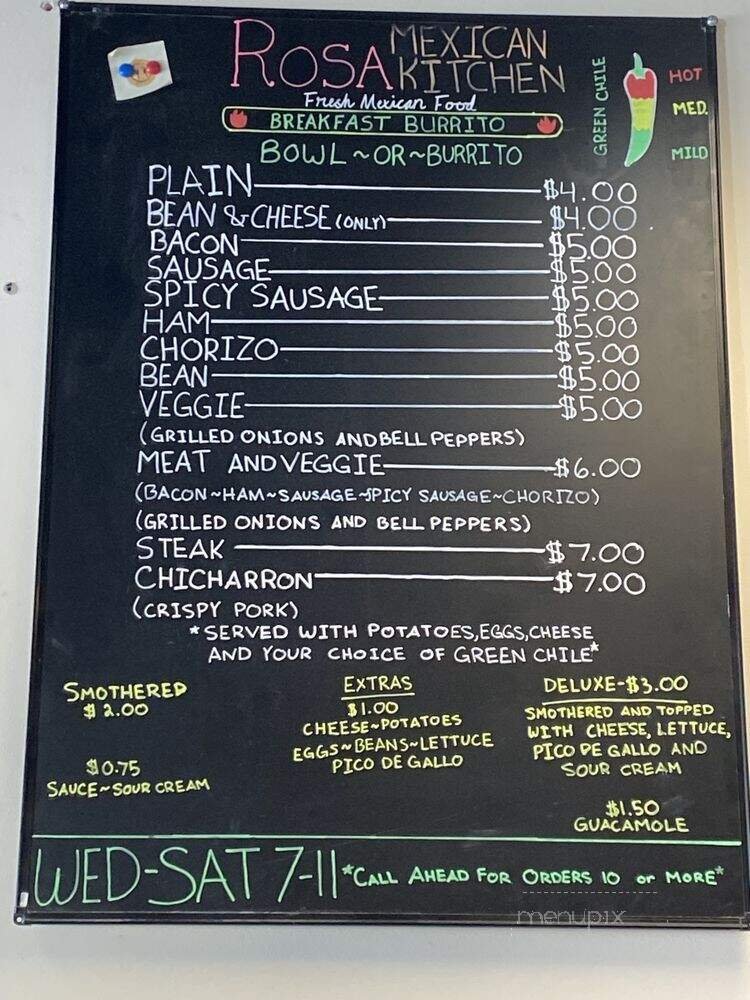 ROSA MEXICAN KITCHEN
Fresh Mexican Food
BREAKFAST BURRITO
BOWL~OR~BURRITO
GREEN CHILE
HOT
MED.
MILD
PLAIN $4.00
BEAN & CHEESE (ONLY) $4.00
BACON $5.00
SAUSAGE $5.00
SPICY SAUSAGE $5.00
HAM $5.00
CHORIZO $5.00
BEAN $5.00
VEGGIE $5.00
(GRILLED ONIONS AND BELL PEPPERS)
MEAT AND VEGGIE $6.00
(BACON~HAM~SAUSAGE~SPICY SAUSAGE~CHORIZO)
(GRILLED ONIONS AND BELL PEPPERS)
STEAK $7.00
CHICHARRON $7.00
(CRISPY PORK)
*SERVED WITH POTATOES, EGGS, CHEESE
AND YOUR CHOICE OF GREEN CHILE*
SMOTHERED
$2.00
$0.75
SAUCE~SOUR CREAM
EXTRAS
$1.00
CHEESE~POTATOES
EGGS~BEANS~LETTUCE
PICO DE GALLO
DELUXE-$3.00
SMOTHERED AND TOPPED
WITH CHEESE, LETTUCE,
PICO DE GALLO AND
SOUR CREAM
$1.50
GUACAMOLE
WED-SAT 7-11 *CALL AHEAD FOR ORDERS 10 or MORE*
menupix